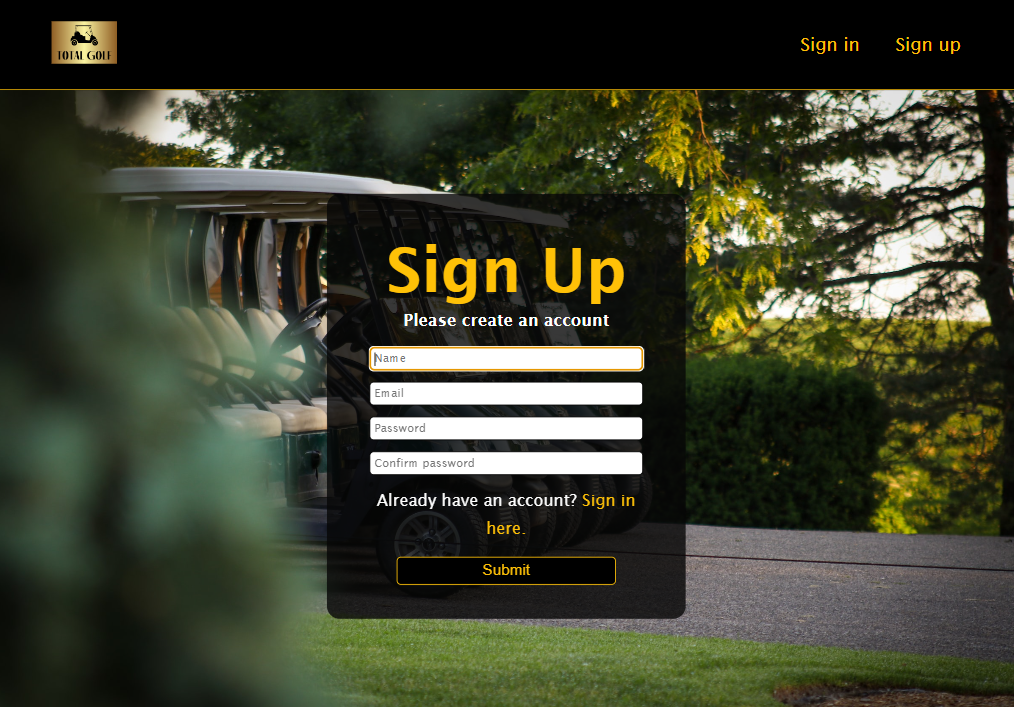 TOTAL GOLF
Sign in
Sign up
Sign Up
Please create an account
Name
Email
Password
Confirm password
Already have an account? Sign in
here.
Submit